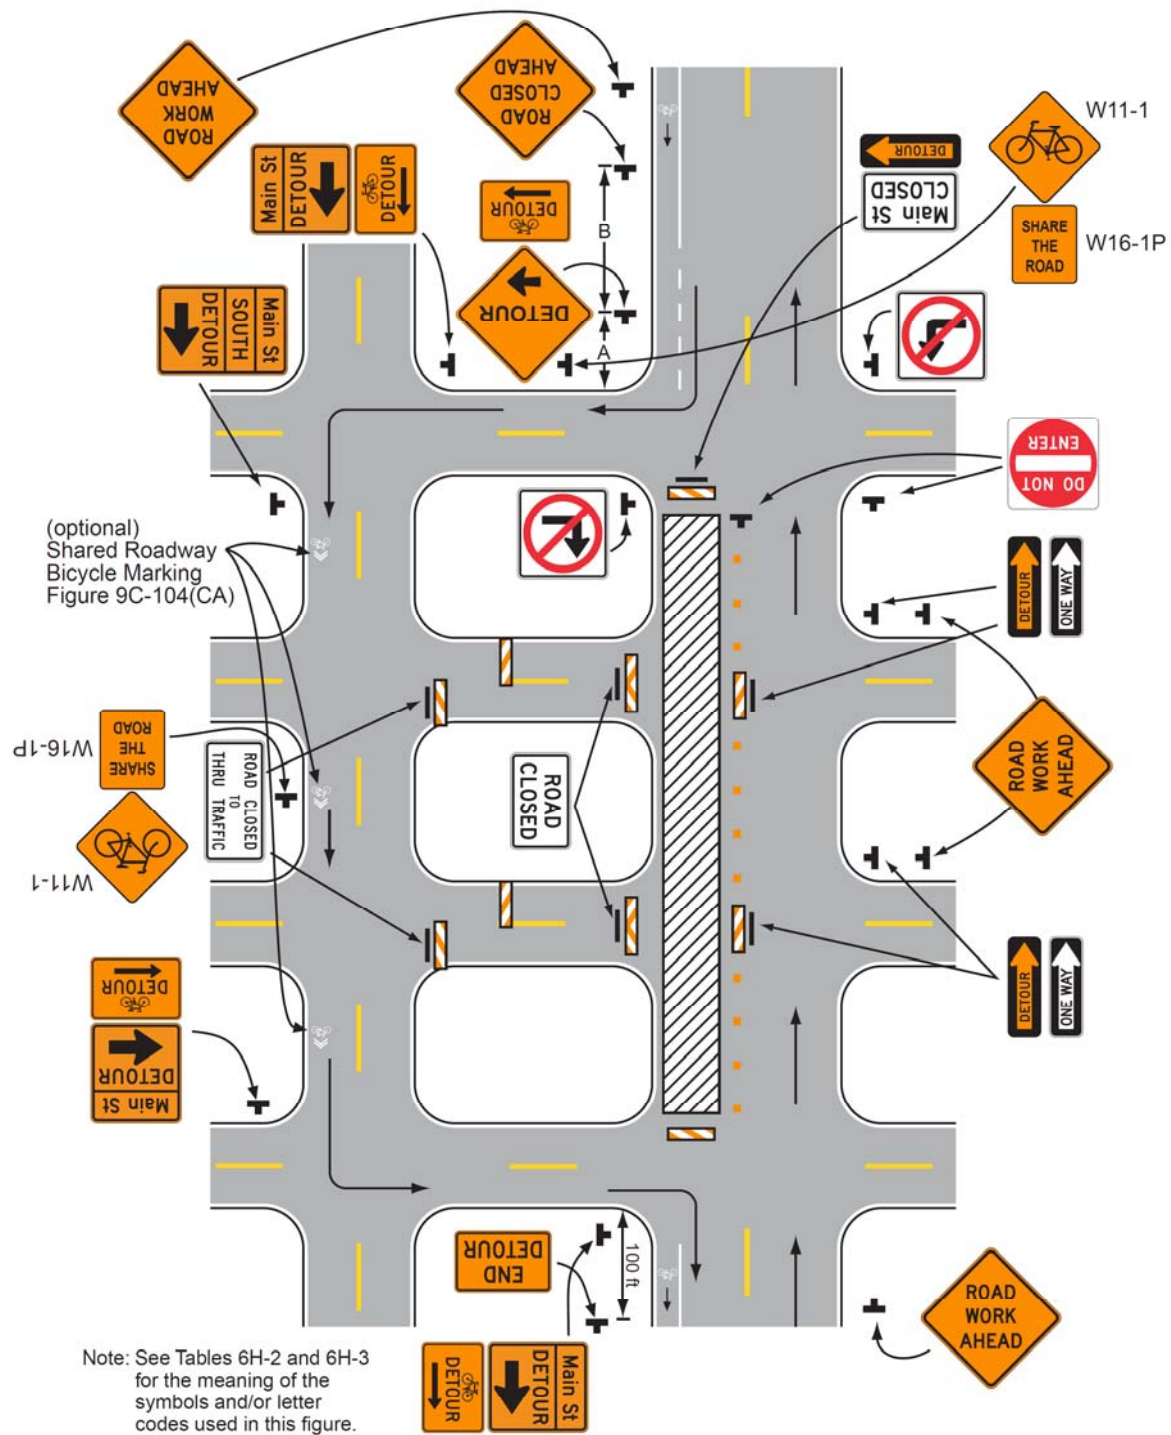 ROAD
WORK
AHEAD
ROAD
CLOSED
AHEAD
Main St
DETOUR
DETOUR
DETOUR
DETOUR
B
A
Main St
CLOSED
DETOUR
W11-1
SHARE
THE
ROAD
W16-1P
Main St
SOUTH
DETOUR
DO NOT
ENTER
(optional)
Shared Roadway
Bicycle Marking
Figure 9C-104(CA)
DETOUR
ONE WAY
W16-1P
SHARE
THE
ROAD
ROAD CLOSED
TO
THRU TRAFFIC
W11-1
ROAD
CLOSED
ROAD
WORK
AHEAD
DETOUR
ONE WAY
DETOUR
Main St
DETOUR
END
DETOUR
100 ft
DETOUR
Main St
DETOUR
ROAD
WORK
AHEAD
Note: See Tables 6H-2 and 6H-3
for the meaning of the
symbols and/or letter
codes used in this figure.